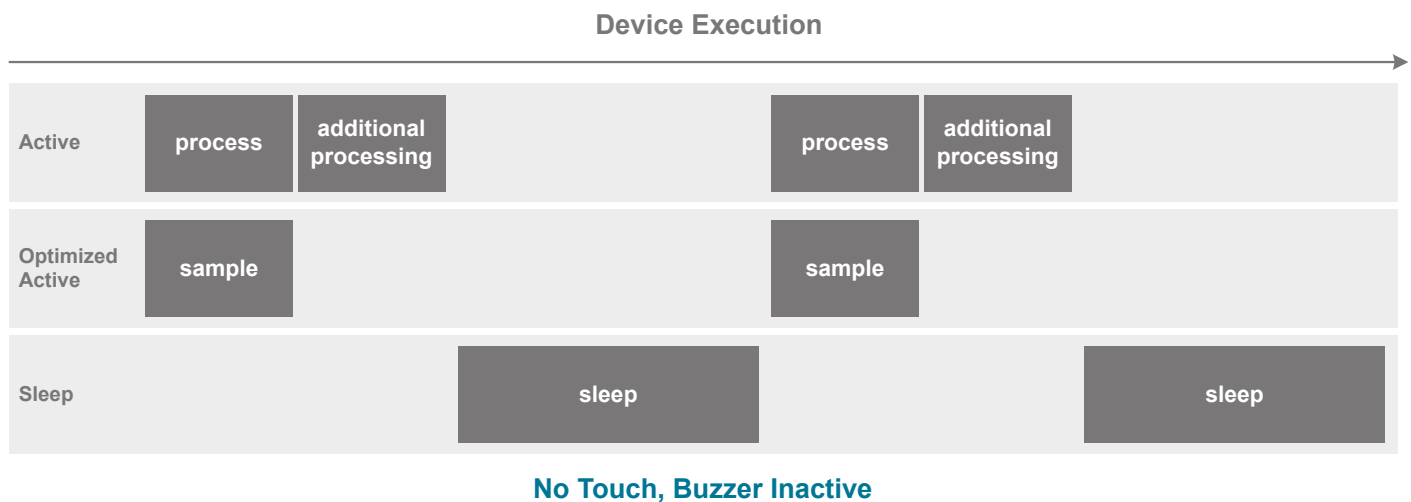 Device Execution
Active
process
additional
processing
process
additional
processing
Optimized
Active
sample
sample
Sleep
sleep
sleep
No Touch, Buzzer Inactive